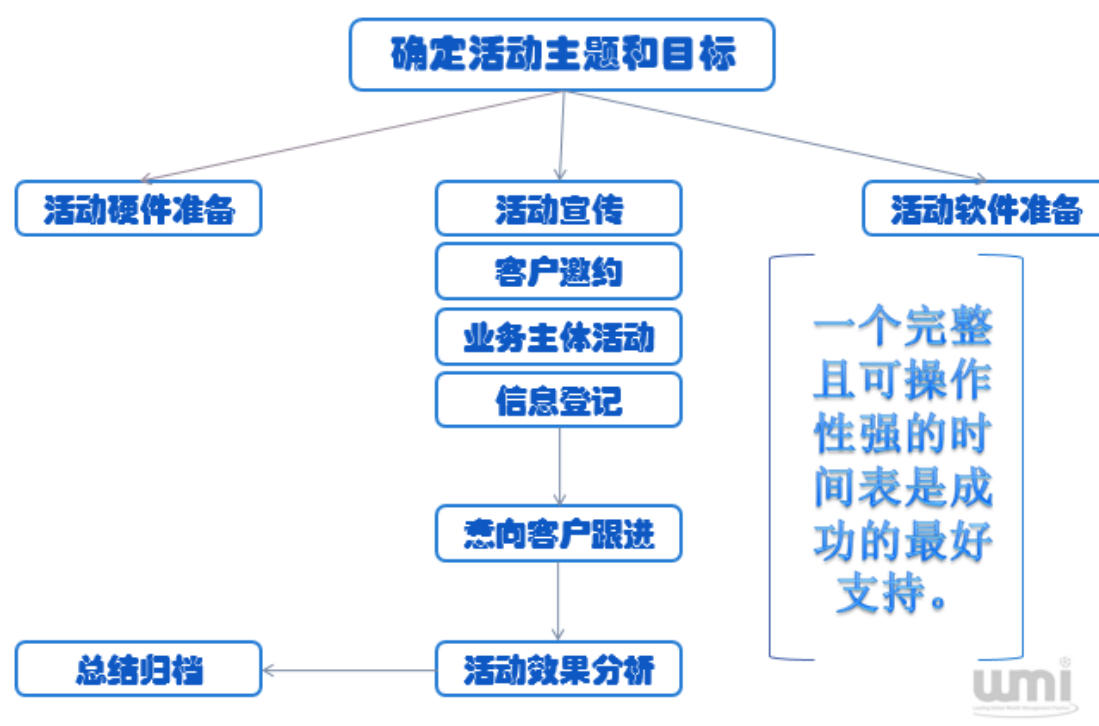 确定活动主题和目标
活动硬件准备
活动宣传
活动软件准备
客户邀约
业务主体活动
信息登记
意向客户跟进
总结归档
活动效果分析
一个完整
且可操作
性强的时
间表是成
功的最好
支持。
wmi